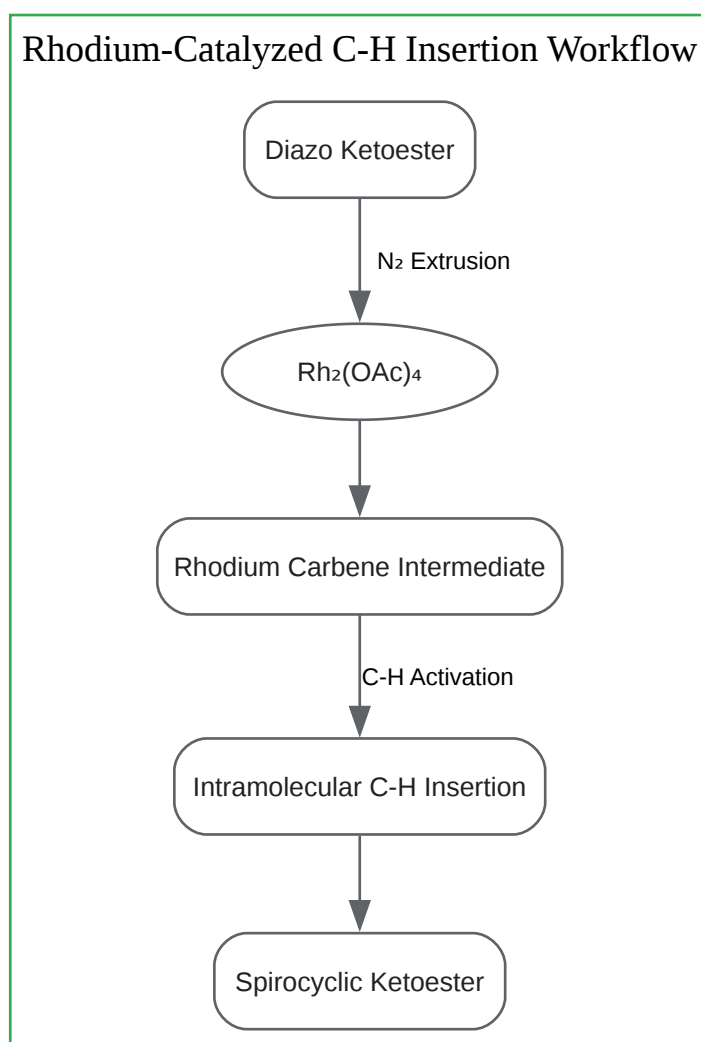 Rhodium-Catalyzed C-H Insertion Workflow
Diazo Ketoester
N₂ Extrusion
Rh₂(OAc)₄
Rhodium Carbene Intermediate
C-H Activation
Intramolecular C-H Insertion
Spirocyclic Ketoester